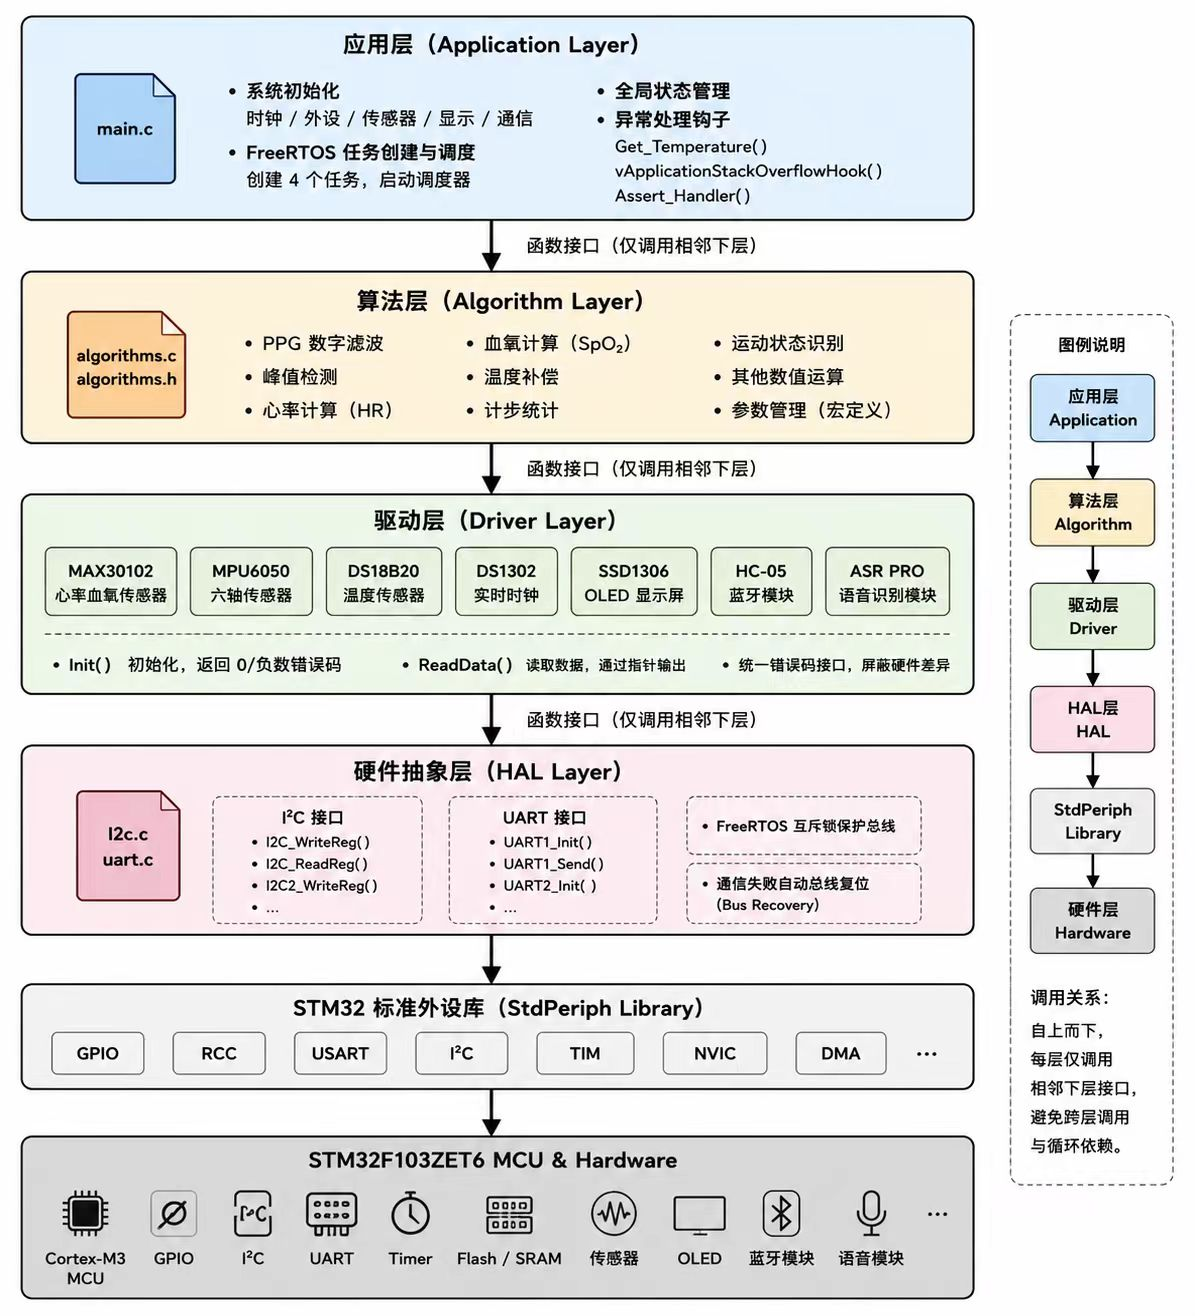 应用层（Application Layer）
main.c
• 系统初始化
时钟 / 外设 / 传感器 / 显示 / 通信
• FreeRTOS 任务创建与调度
创建 4 个任务，启动调度器
• 全局状态管理
• 异常处理钩子
Get_Temperature()
vApplicationStackOverflowHook()
Assert_Handler()
函数接口（仅调用相邻下层）
算法层（Algorithm Layer）
algorithms.c
algorithms.h
• PPG 数字滤波
• 峰值检测
• 心率计算（HR）
• 血氧计算（SpO₂）
• 温度补偿
• 计步统计
• 运动状态识别
• 其他数值运算
• 参数管理（宏定义）
函数接口（仅调用相邻下层）
驱动层（Driver Layer）
MAX30102
心率血氧传感器
MPU6050
六轴传感器
DS18B20
温度传感器
DS1302
实时时钟
SSD1306
OLED 显示屏
HC-05
蓝牙模块
ASR PRO
语音识别模块
• Init() 初始化，返回 0/负数错误码
• ReadData() 读取数据，通过指针输出
• 统一错误码接口，屏蔽硬件差异
函数接口（仅调用相邻下层）
硬件抽象层（HAL Layer）
I2c.c
uart.c
I²C 接口
• I2C_WriteReg()
• I2C_ReadReg()
• I2C2_WriteReg()
• ...
UART 接口
• UART1_Init()
• UART1_Send()
• UART2_Init( )
• ...
• FreeRTOS 互斥锁保护总线
• 通信失败自动总线复位
(Bus Recovery)
STM32 标准外设库（StdPeriph Library）
GPIO
RCC
USART
I²C
TIM
NVIC
DMA
...
STM32F103ZET6 MCU & Hardware
Cortex-M3
MCU
GPIO
I²C
UART
Timer
Flash / SRAM
传感器
OLED
蓝牙模块
语音模块
...
图例说明
应用层
Application
算法层
Algorithm
驱动层
Driver
HAL层
HAL
StdPeriph
Library
硬件层
Hardware
调用关系：
自上而下，
每层仅调用
相邻下层接口，
避免跨层调用
与循环依赖。